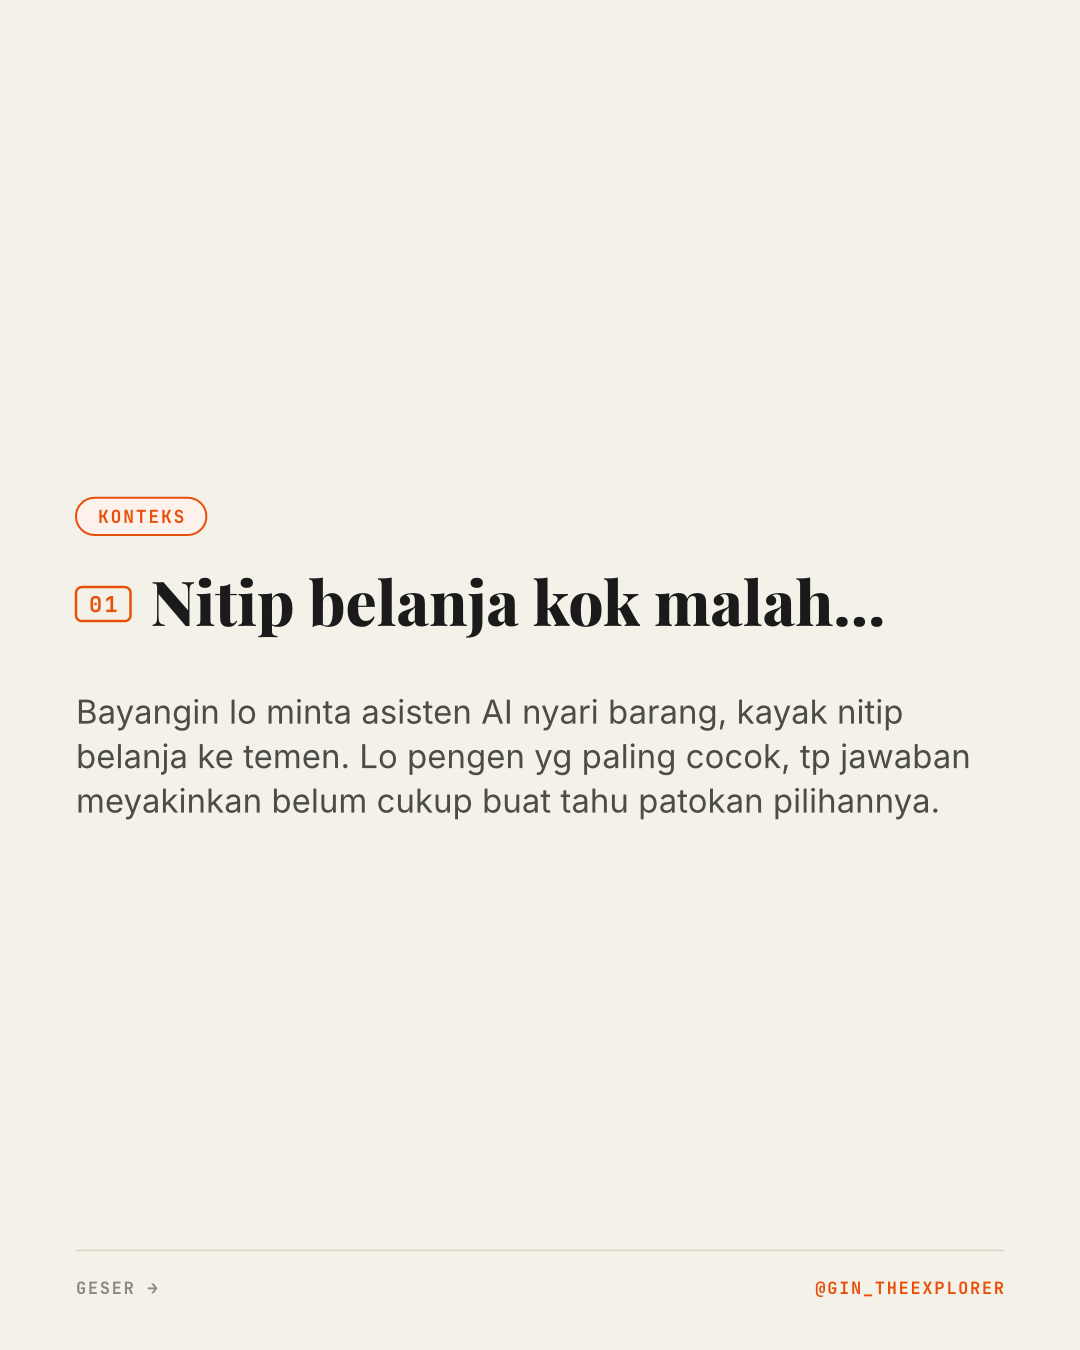 KONTEKS
01 Nitip belanja kok malah...
Bayangin lo minta asisten AI nyari barang, kayak nitip
belanja ke temen. Lo pengen yg paling cocok, tp jawaban
meyakinkan belum cukup buat tahu patokan pilihannya.
GESER →
@GIN_THEEXPLORER